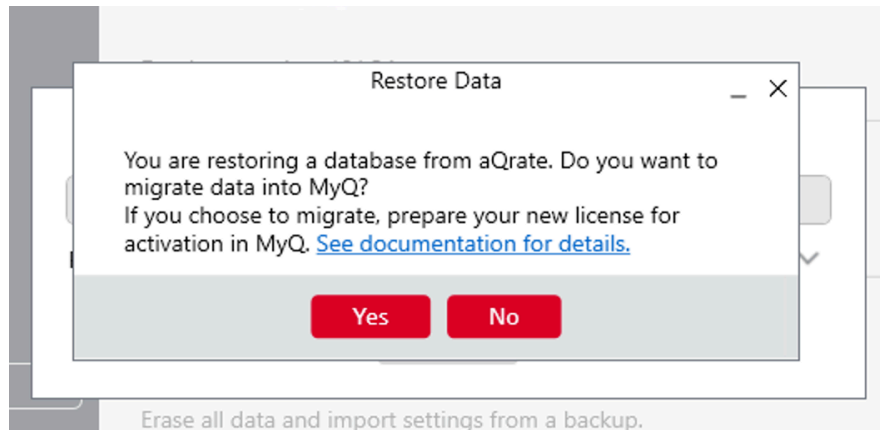 Restore Data
You are restoring a database from aQrate. Do you want to
migrate data into MyQ?
If you choose to migrate, prepare your new license for
activation in MyQ. See documentation for details.
Yes
No
Erase all data and import settings from a backup.